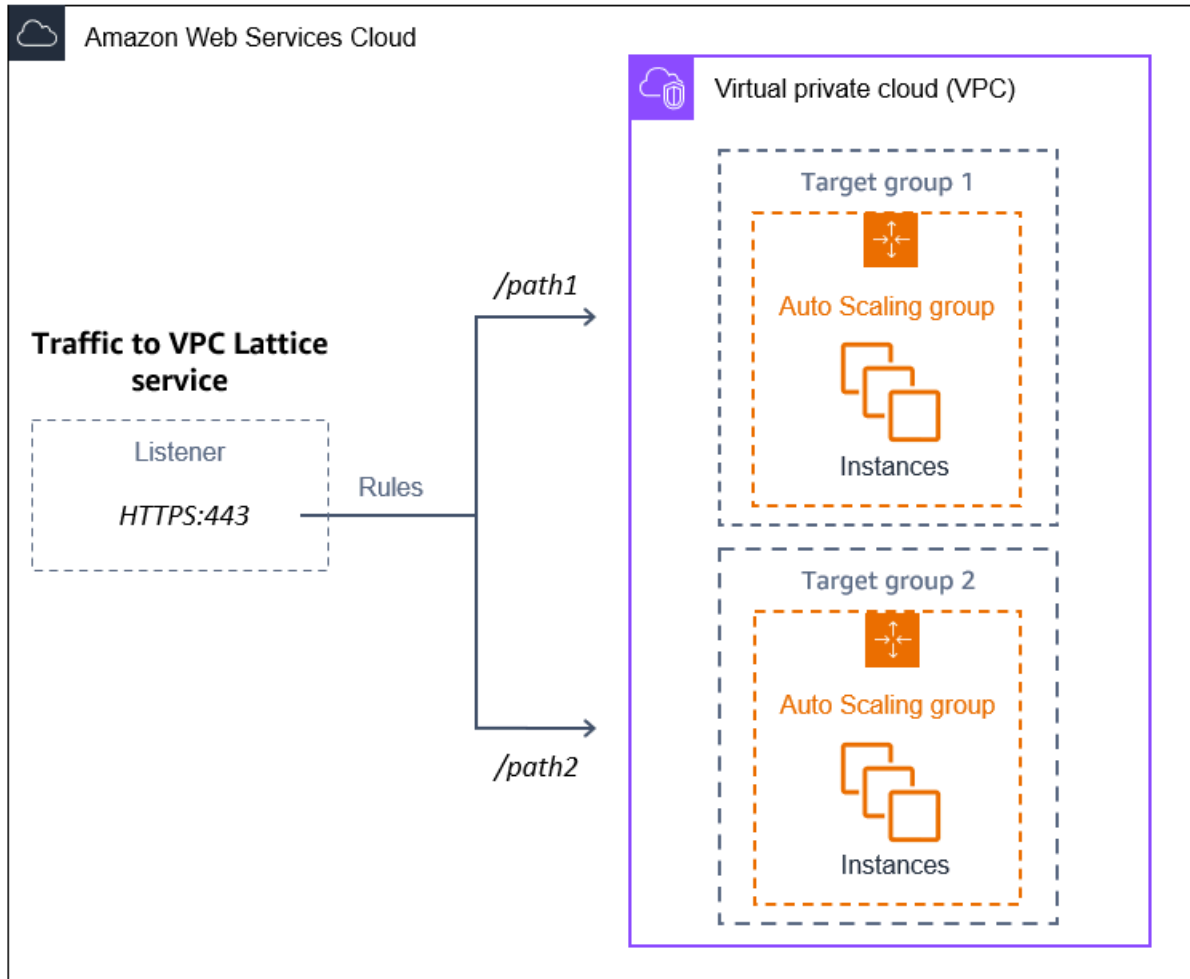 Amazon Web Services Cloud
Virtual private cloud (VPC)
Target group 1
Auto Scaling group
Instances
/path1
Traffic to VPC Lattice
service
Listener
HTTPS:443
Rules
/path2
Target group 2
Auto Scaling group
Instances